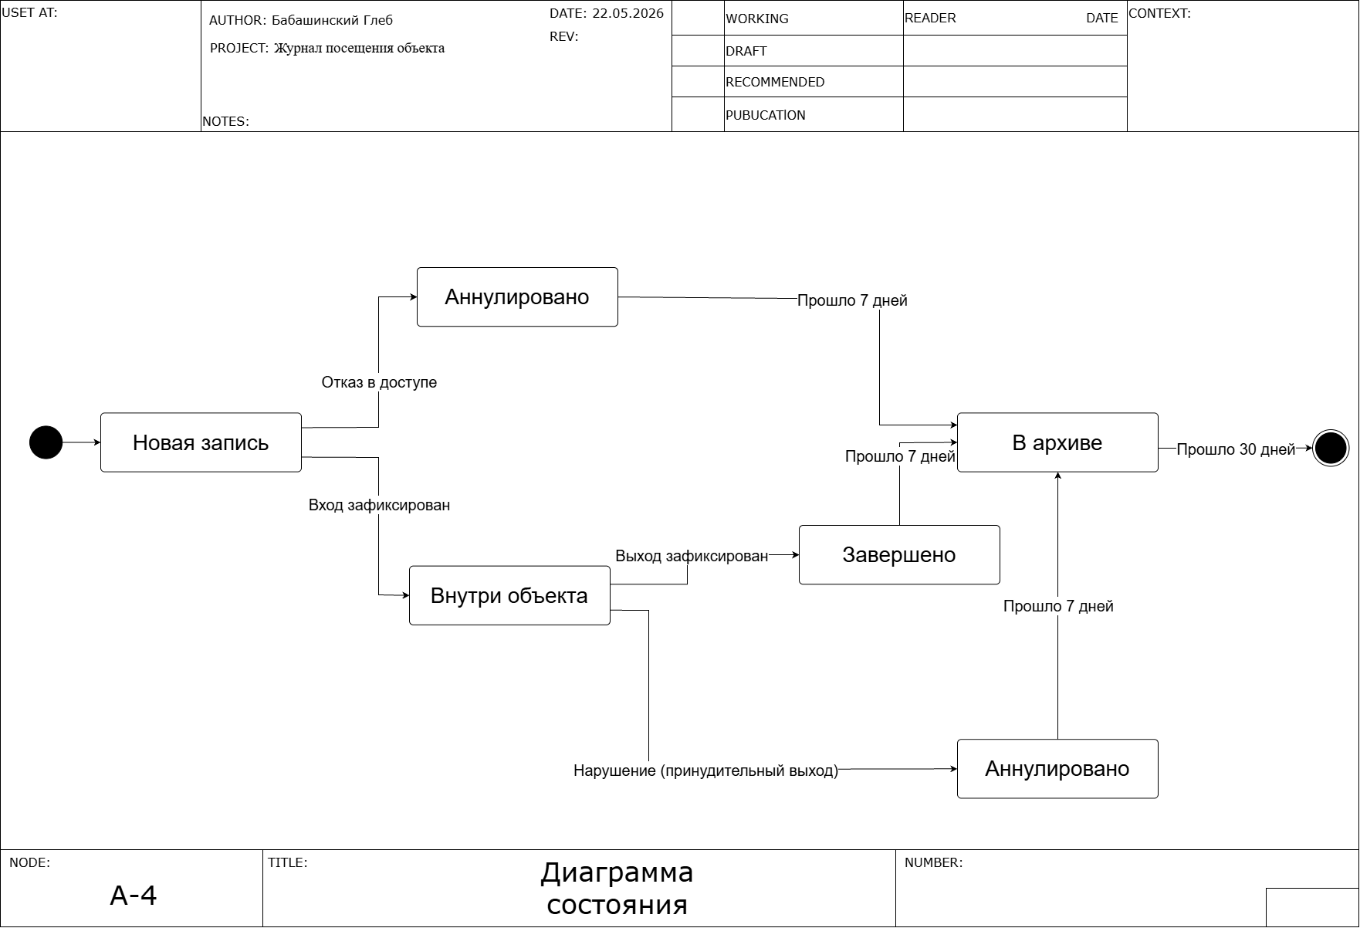 USET AT:
AUTHOR: Бабашинский Глеб
DATE: 22.05.2026
REV:
PROJECT: Журнал посещения объекта
NOTES:
WORKING
DRAFT
RECOMMENDED
PUBUCATION
READER
DATE
CONTEXT:
Аннулировано
Прошло 7 дней
Отказ в доступе
Новая запись
В архиве
Прошло 30 дней
Прошло 7 дней
Вход зафиксирован
Выход зафиксирован
Завершено
Внутри объекта
Прошло 7 дней
Нарушение (принудительный выход)
Аннулировано
NODE:
A-4
TITLE:
Диаграмма
состояния
NUMBER: